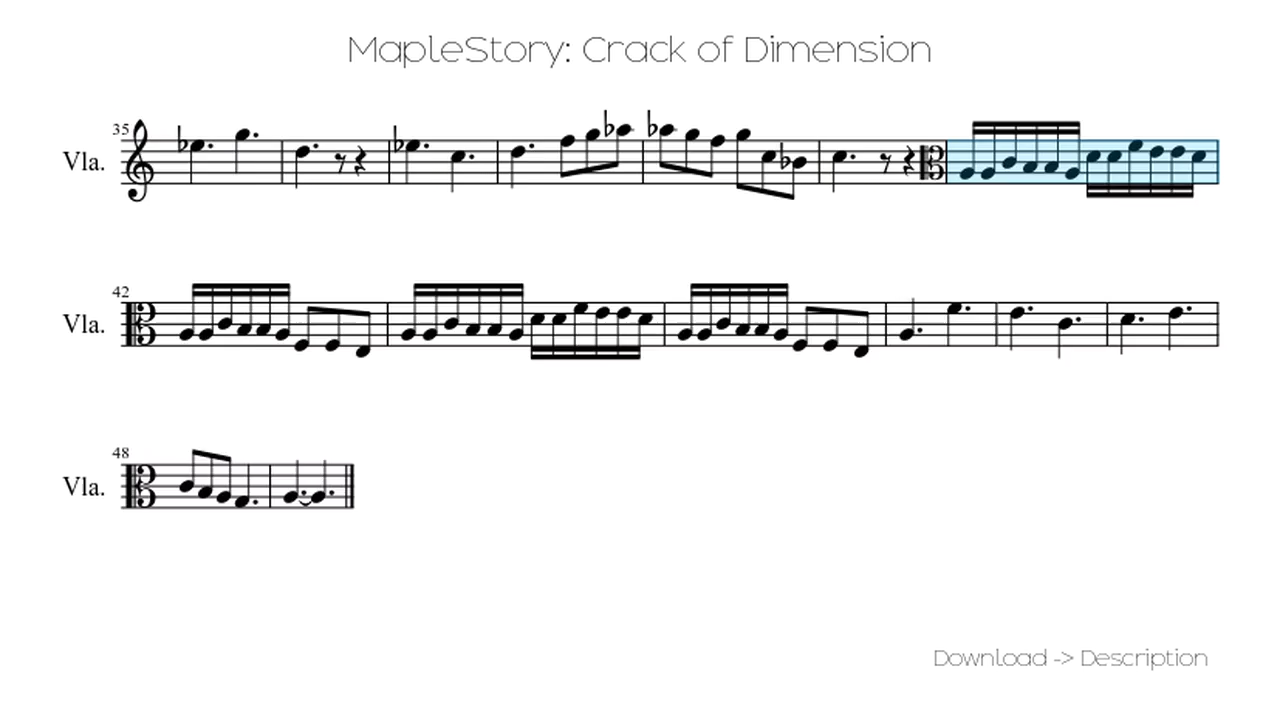 MapleStory: Crack of Dimension
35
Vla.
42
Vla.
48
Vla.
Download -> Description